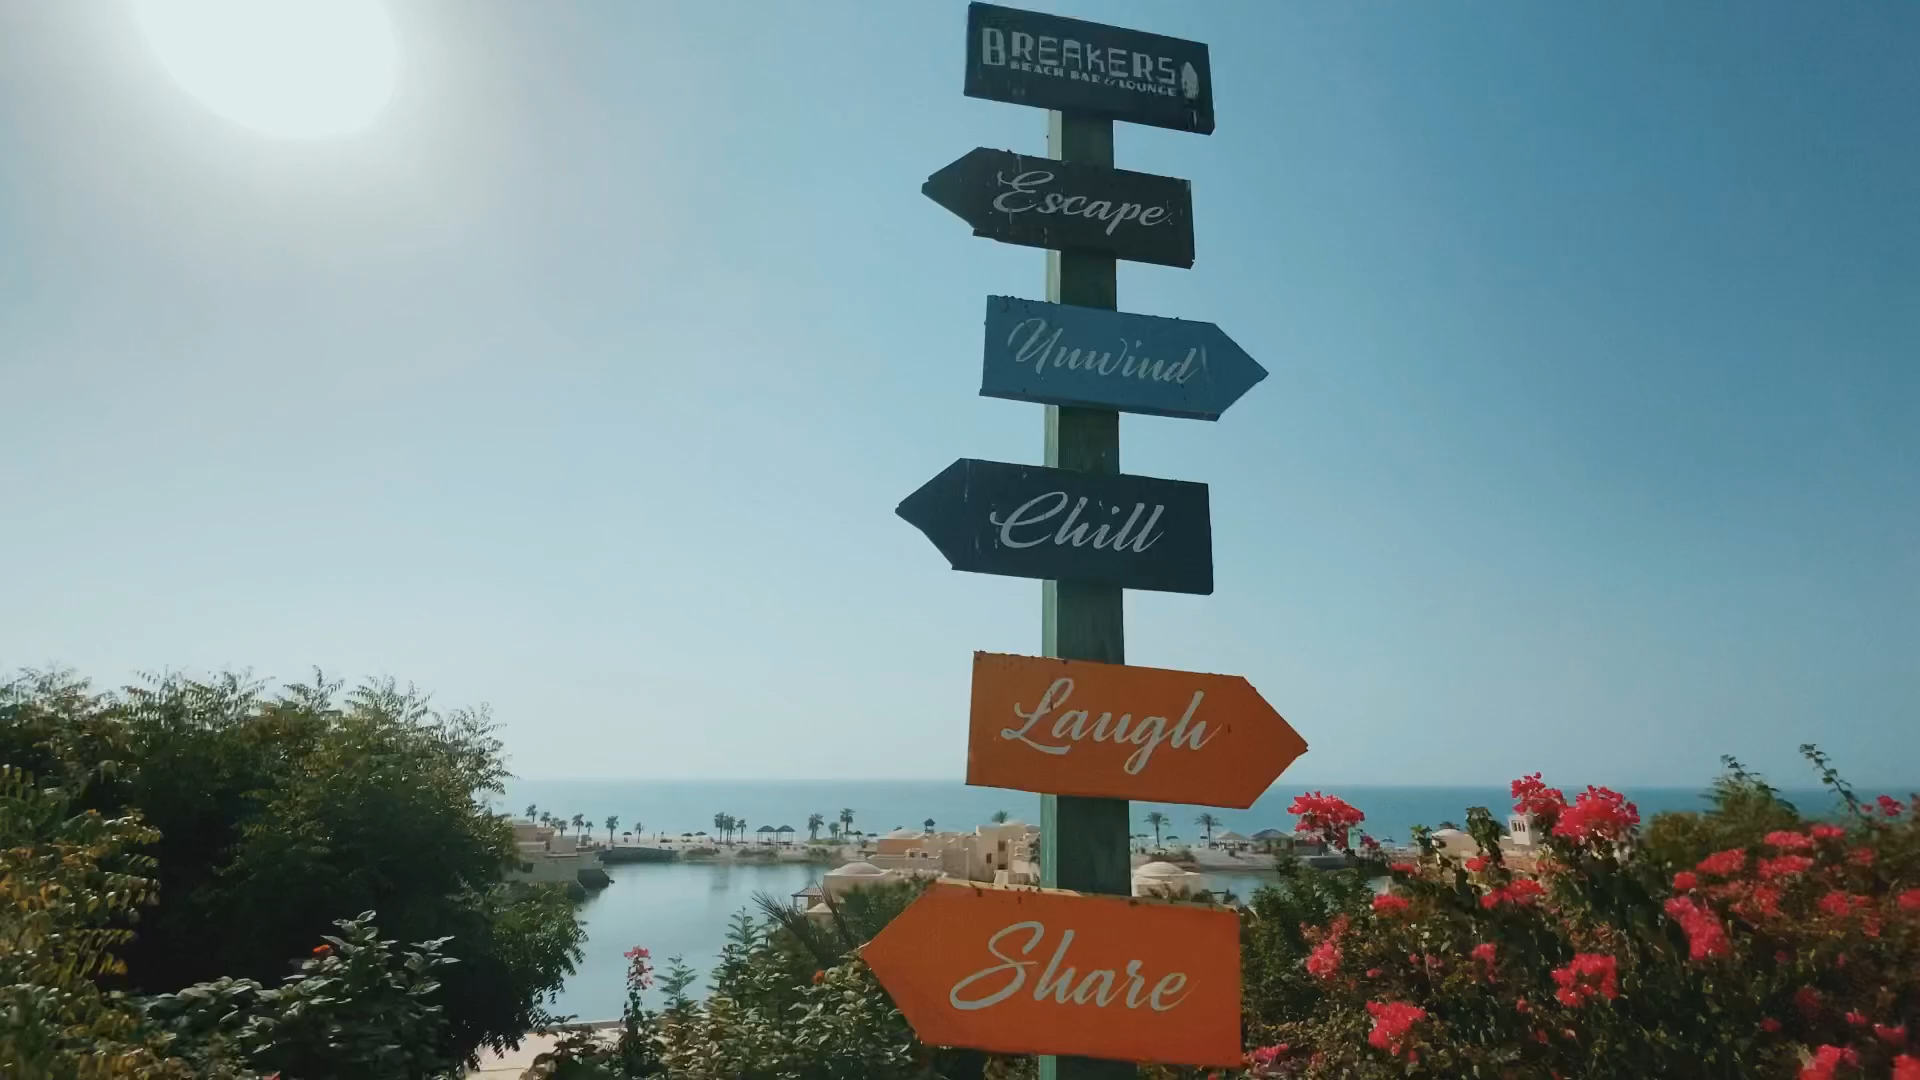 BREAKERS
BEACH BAR & LOUNGE
Escape
Unwind
Chill
Laugh
Share